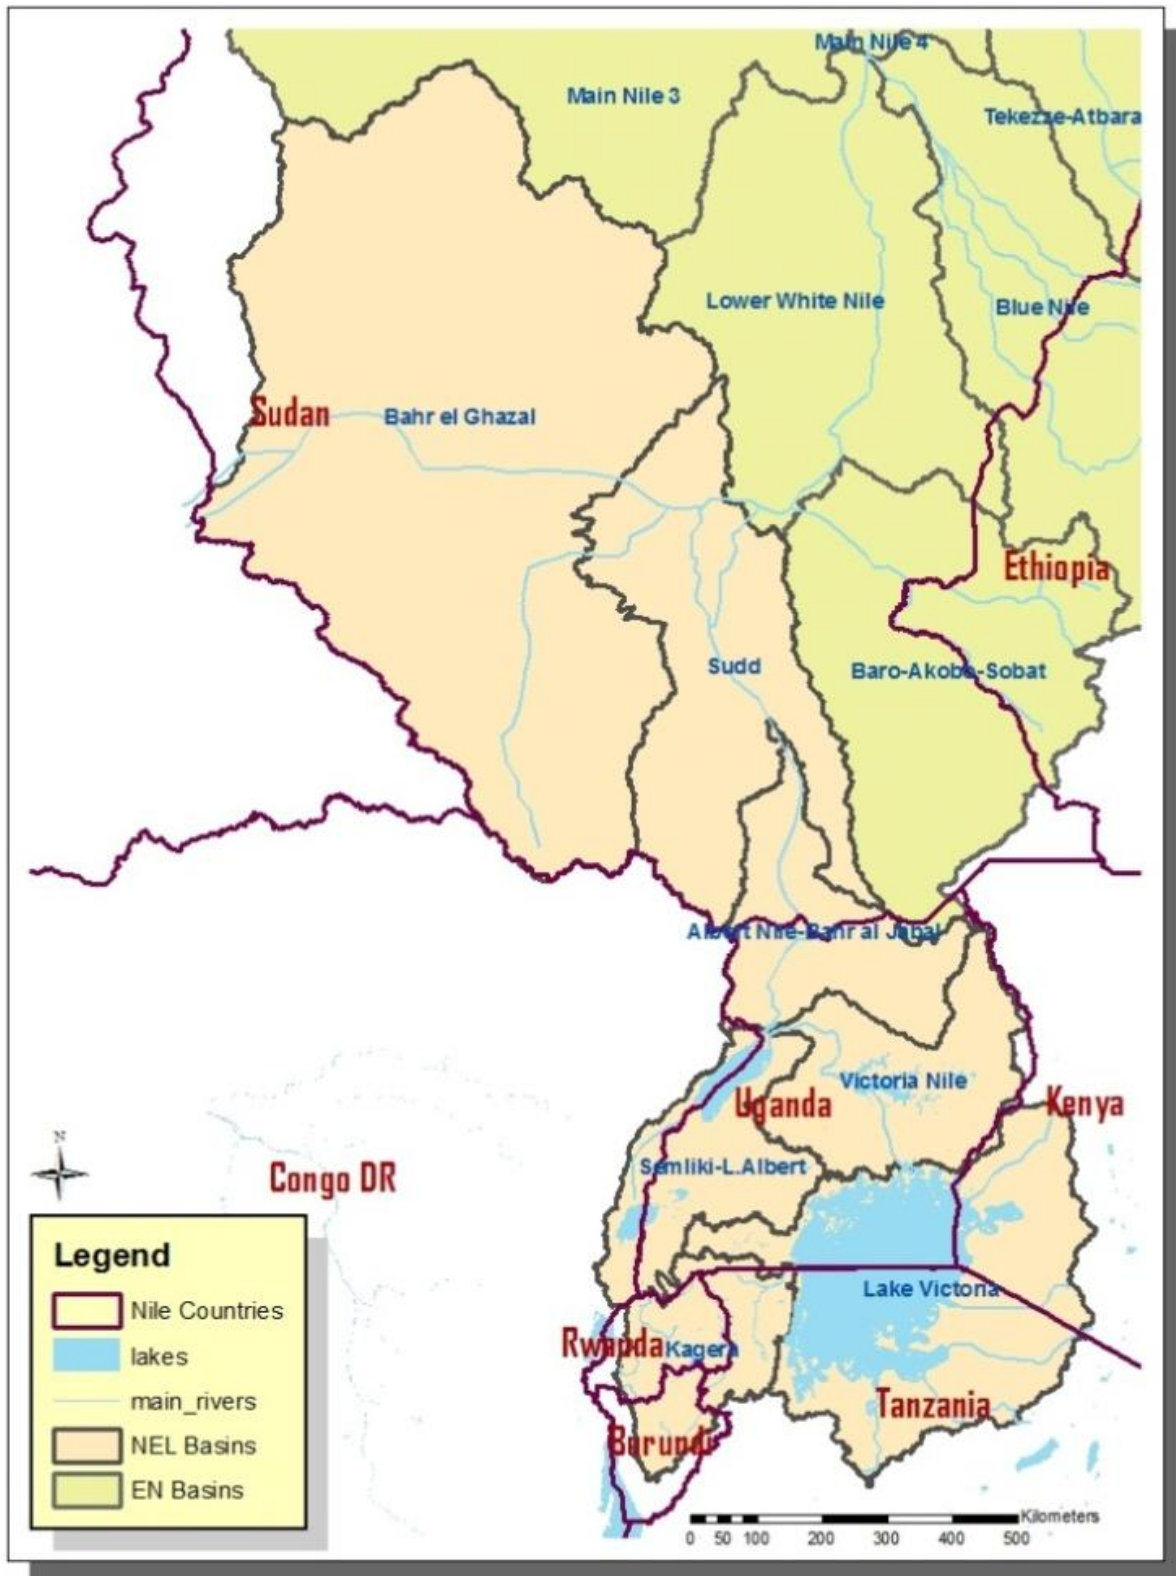 Main Nile 4
Main Nile 3
Tekezze-Atbara
Lower White Nile
Blue Nile
Sudan
Bahr el Ghazal
Ethiopia
Sudd
Baro-Akobo-Sobat
Albert Nile-Bahr al Jabal
Victoria Nile
Uganda
Kenya
N
Semliki-L.Albert
Congo DR
Legend
Nile Countries
lakes
main_rivers
NEL Basins
EN Basins
Lake Victoria
Rwanda
Kagera
Tanzania
Burundi
Kilometers
0 50 100 200 300 400 500